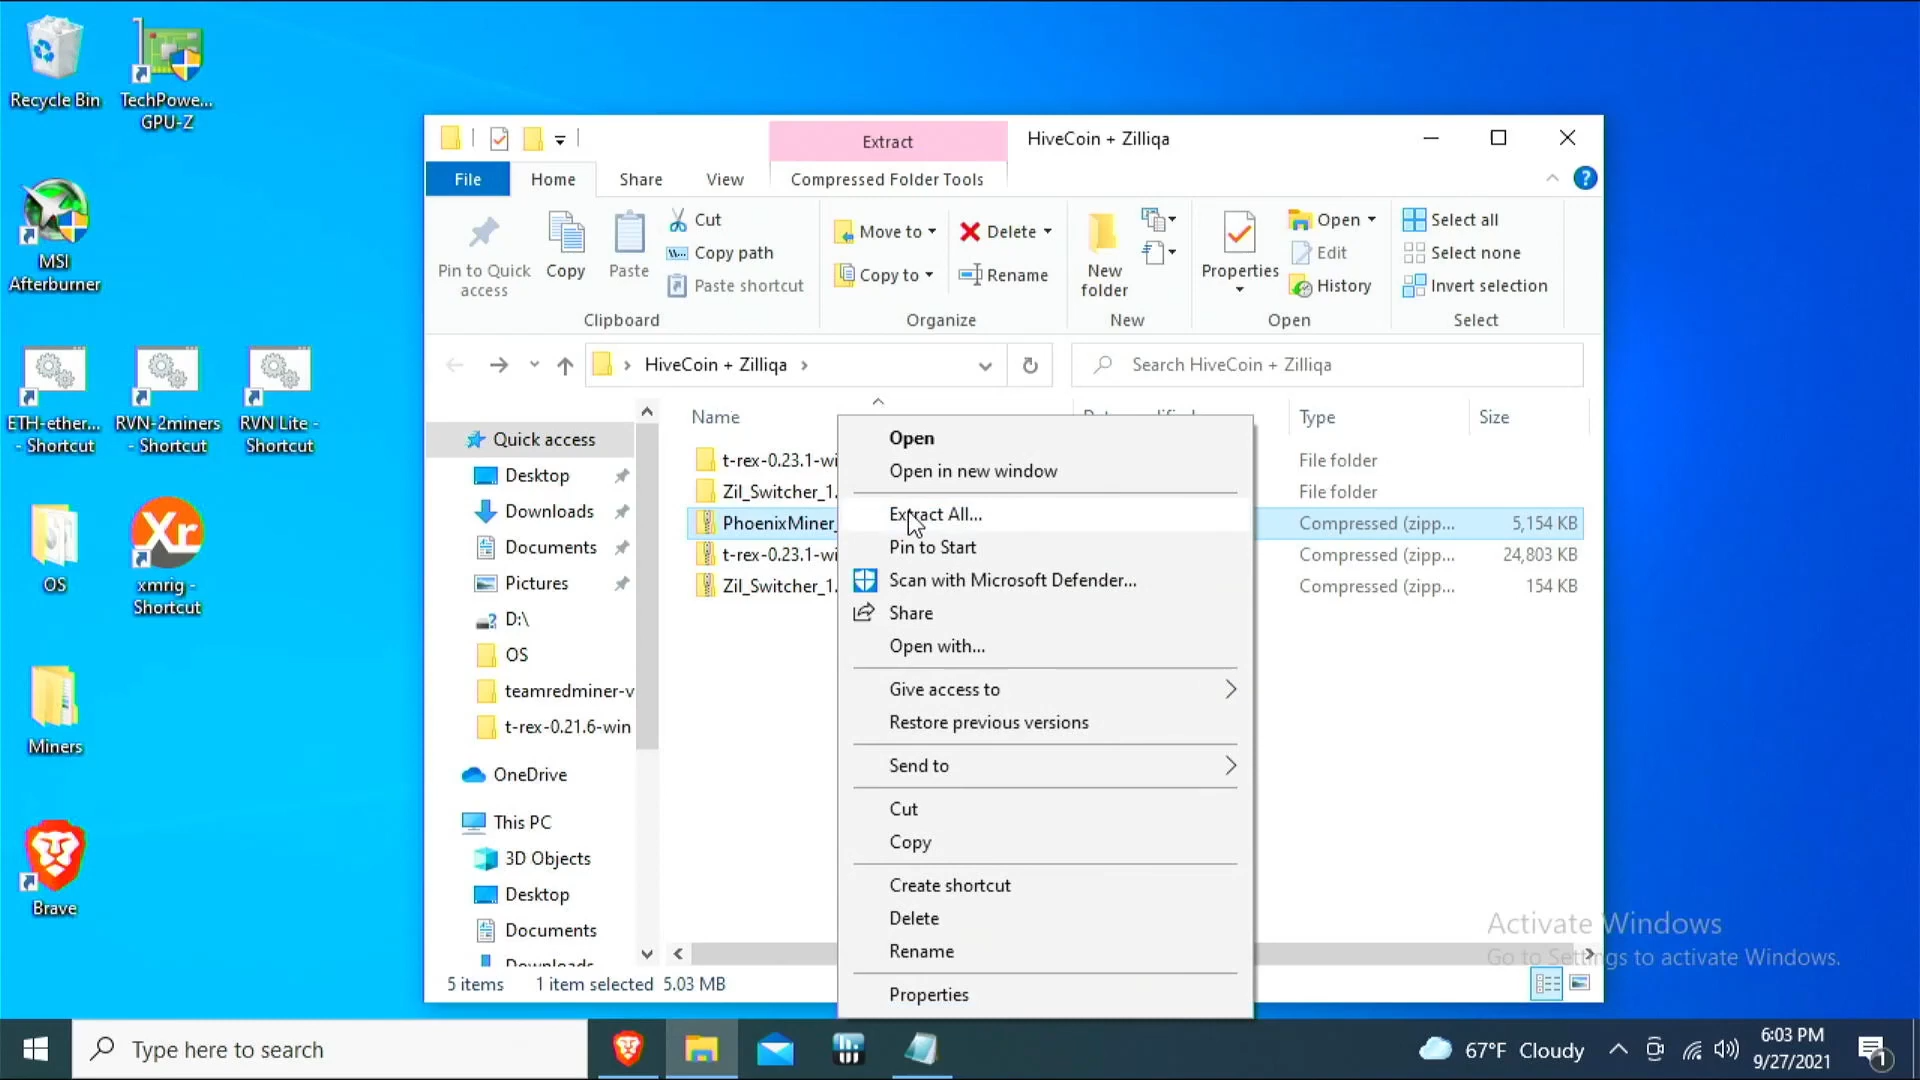 Recycle Bin
TechPowe...
GPU-Z
MSI
Afterburner
ETH-ether...
- Shortcut
RVN-2miners
- Shortcut
RVN Lite -
Shortcut
OS
xmrig -
Shortcut
Miners
Brave
Extract
HiveCoin + Zilliqa
File
Home
Share
View
Compressed Folder Tools
Pin to Quick
access
Copy
Paste
Cut
Copy path
Paste shortcut
Clipboard
Move to
Copy to
Delete
Rename
Organize
New
folder
New
Properties
Open
Edit
History
Open
Select all
Select none
Invert selection
Select
HiveCoin + Zilliqa
Search HiveCoin + Zilliqa
Quick access
Desktop
Downloads
Documents
Pictures
D:\
OS
teamredminer-v
t-rex-0.21.6-win
OneDrive
This PC
3D Objects
Desktop
Documents
Downloads
Name
Type
Size
t-rex-0.23.1-wi
File folder
Zil_Switcher_1.
File folder
PhoenixMiner_
Compressed (zipp...
5,154 KB
t-rex-0.23.1-wi
Compressed (zipp...
24,803 KB
Zil_Switcher_1.
Compressed (zipp...
154 KB
Open
Open in new window
Extract All...
Pin to Start
Scan with Microsoft Defender...
Share
Open with...
Give access to
Restore previous versions
Send to
Cut
Copy
Create shortcut
Delete
Rename
Properties
5 items
1 item selected 5.03 MB
Activate Windows
Go to Settings to activate Windows.
Type here to search
67°F Cloudy
6:03 PM
9/27/2021
1